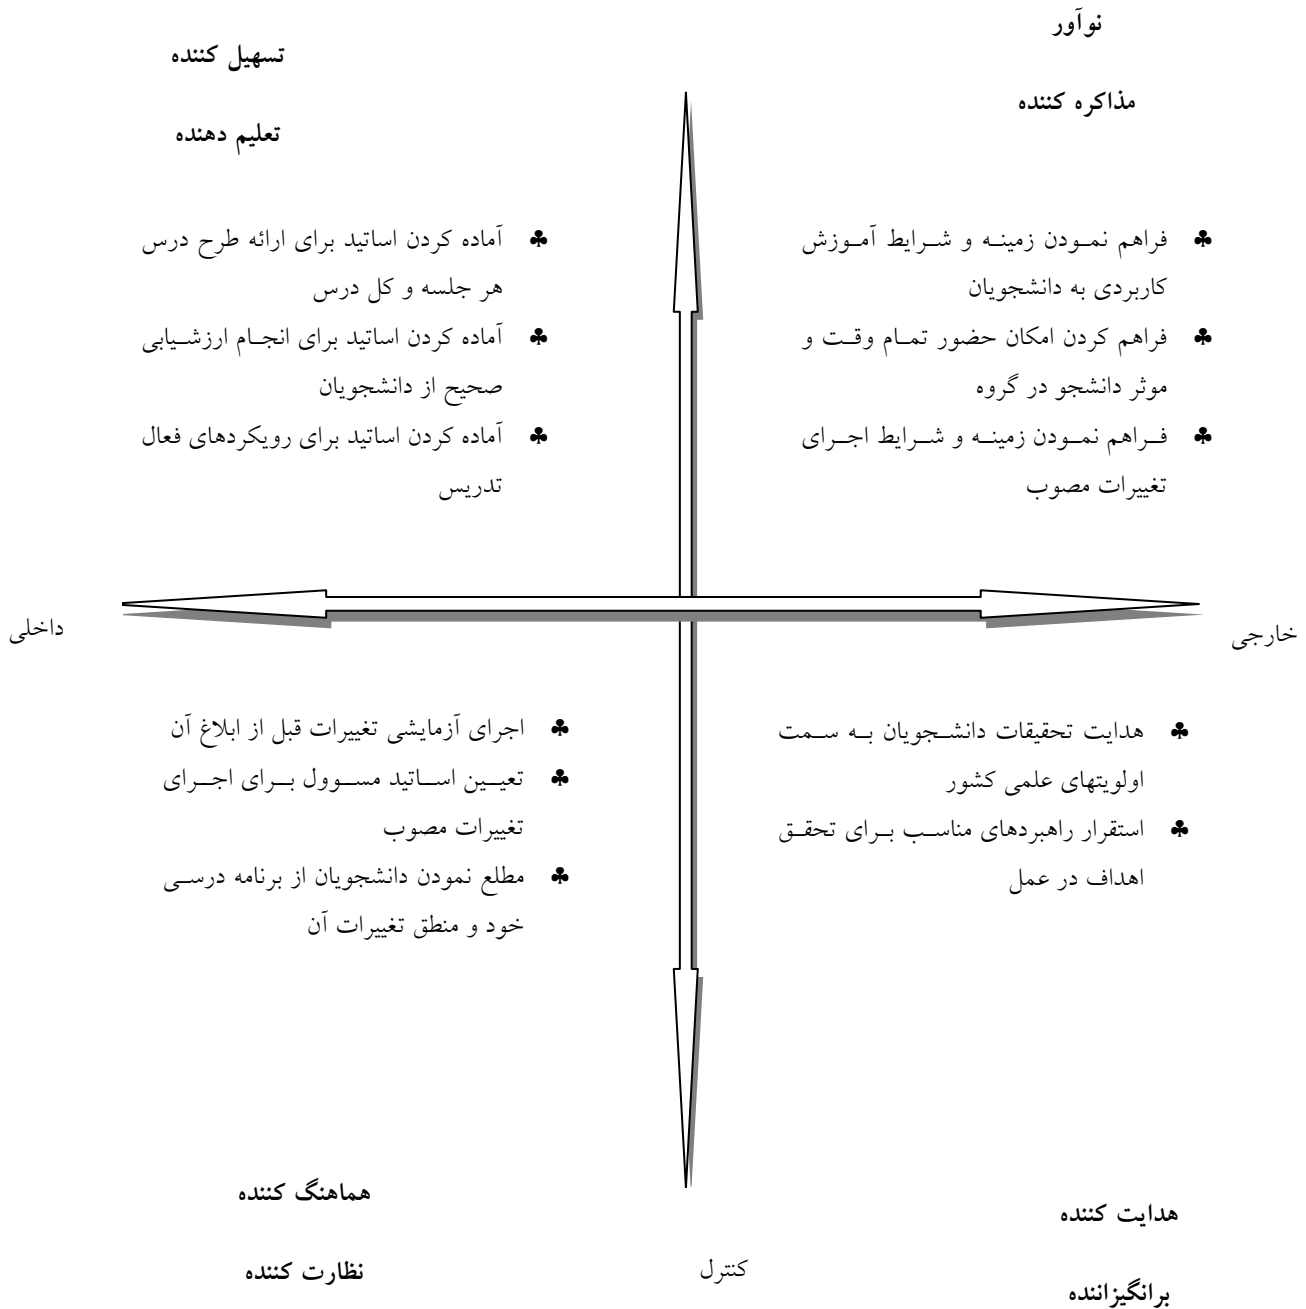 نوآور
مذاکره کننده
تسهیل کننده
تعلیم دهنده
♣ فراهم نمودن زمینه و شرایط آموزش
کاربردی به دانشجویان
♣ فراهم کردن امکان حضور تمام وقت و
موثر دانشجو در گروه
♣ فراهم نمودن زمینه و شرایط اجرای
تغییرات مصوب
♣ آماده کردن اساتید برای ارائه طرح درس
هر جلسه و کل درس
♣ آماده کردن اساتید برای انجام ارزشیابی
صحیح از دانشجویان
♣ آماده کردن اساتید برای رویکردهای فعال
تدریس
خارجی
داخلی
♣ هدایت تحقیقات دانشجویان به سمت
اولویتهای علمی کشور
♣ استقرار راهبردهای مناسب برای تحقق
اهداف در عمل
♣ اجرای آزمایشی تغییرات قبل از ابلاغ آن
♣ تعیین اساتید مسوول برای اجرای
تغییرات مصوب
♣ مطلع نمودن دانشجویان از برنامه درسی
خود و منطق تغییرات آن
هدایت کننده
برانگیزاننده
کنترل
هماهنگ کننده
نظارت کننده